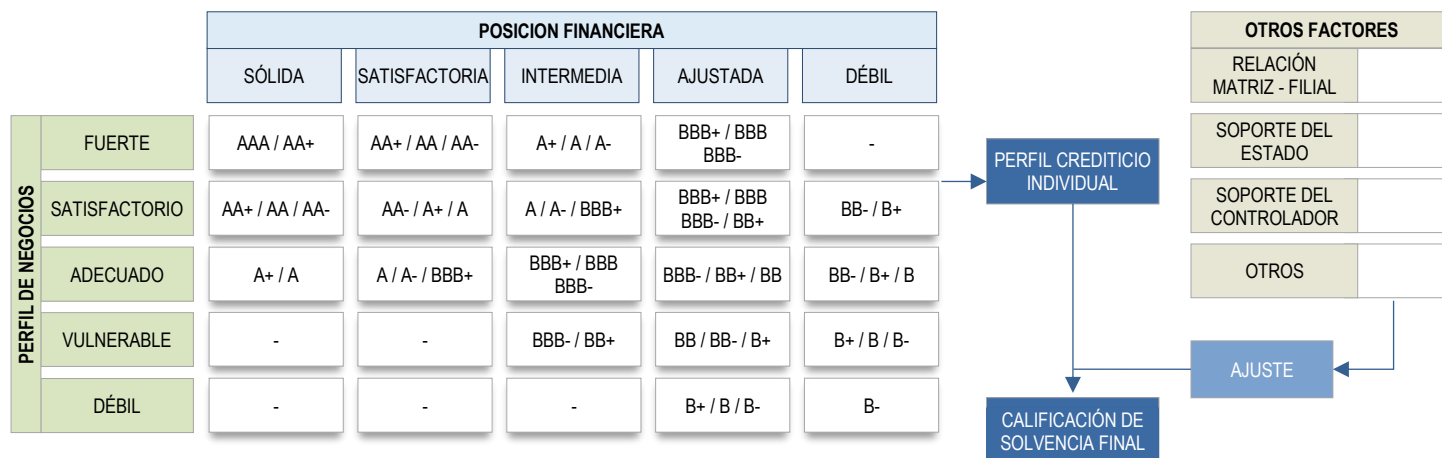 POSICION FINANCIERA
SÓLIDA
SATISFACTORIA
INTERMEDIA
AJUSTADA
DÉBIL
PERFIL DE NEGOCIOS
FUERTE
AAA / AA+
AA+ / AA / AA-
A+ / A / A-
BBB+ / BBB
BBB-
-
SATISFACTORIO
AA+ / AA / AA-
AA- / A+ / A
A / A- / BBB+
BBB+ / BBB
BBB- / BB+
BB- / B+
ADECUADO
A+ / A
A / A- / BBB+
BBB+ / BBB
BBB-
BBB- / BB+ / BB
BB- / B+ / B
VULNERABLE
-
-
BBB- / BB+
BB / BB- / B+
B+ / B / B-
DÉBIL
-
-
-
B+ / B / B-
B-
PERFIL CREDITICIO
INDIVIDUAL
CALIFICACIÓN DE
SOLVENCIA FINAL
OTROS FACTORES
RELACIÓN
MATRIZ - FILIAL
SOPORTE DEL
ESTADO
SOPORTE DEL
CONTROLADOR
OTROS
AJUSTE